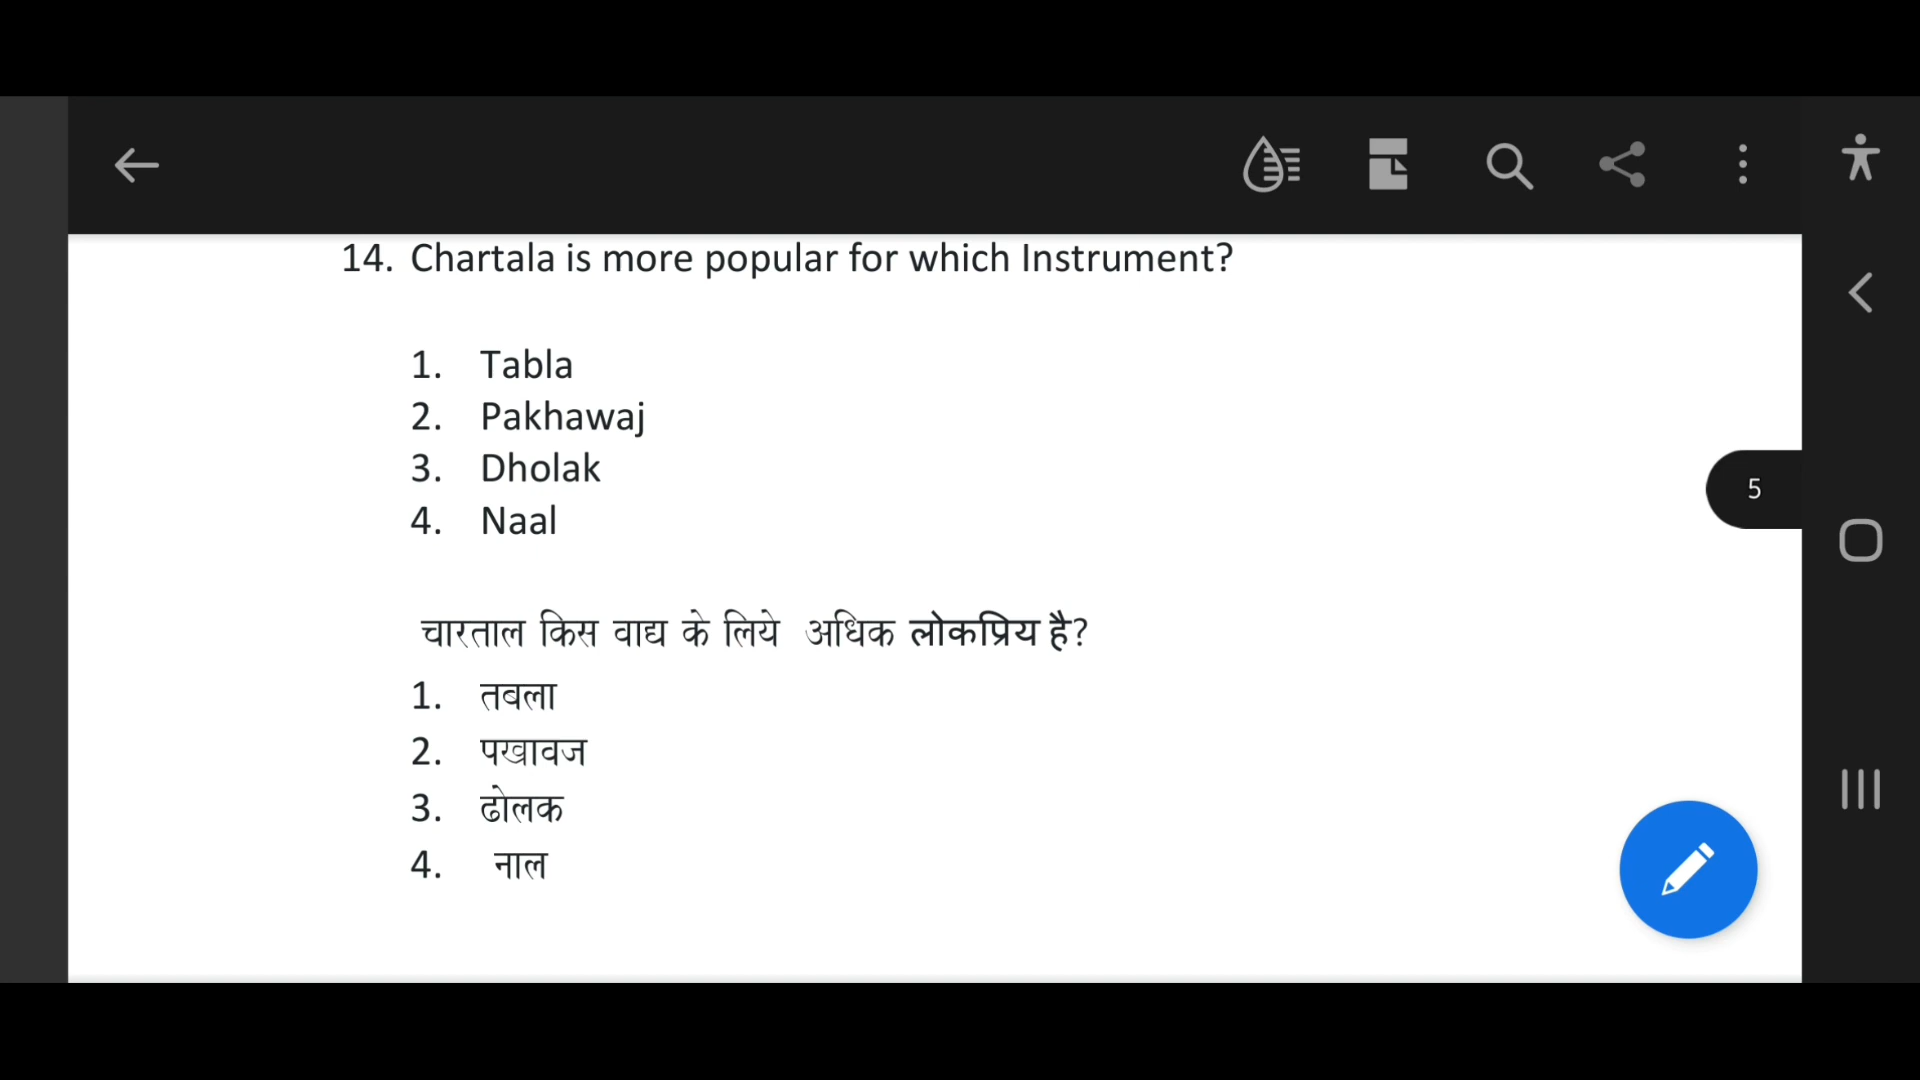 14. Chartala is more popular for which Instrument?
1. Tabla
2. Pakhawaj
3. Dholak
4. Naal
5
चारताल किस वाद्य के लिये अधिक लोकप्रिय है?
1. तबला
2. पखावज
3. ढोलक
4. नाल